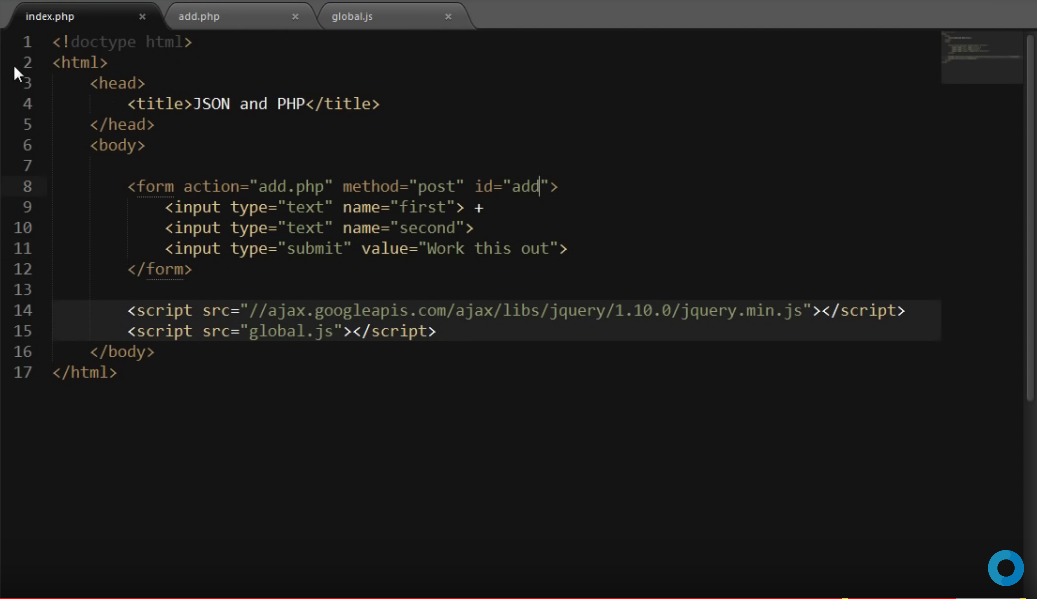 index.php × add.php × global.js ×
1 <!doctype html>
2 <html>
3 <head>
4 <title>JSON and PHP</title>
5 </head>
6 <body>
7
8 <form action="add.php" method="post" id="add">
9 <input type="text" name="first"> +
10 <input type="text" name="second">
11 <input type="submit" value="Work this out">
12 </form>
13
14 <script src="//ajax.googleapis.com/ajax/libs/jquery/1.10.0/jquery.min.js"></script>
15 <script src="global.js"></script>
16 </body>
17 </html>